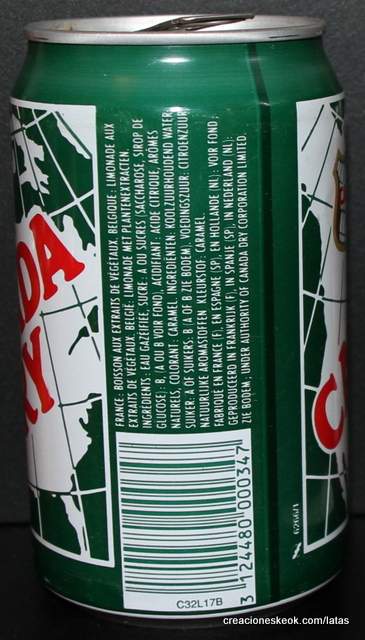 DA
RY
FRANCE: BOISSON AUX EXTRAITS DE VÉGÉTAUX. BELGIQUE: LIMONADE AUX
EXTRAITS DE VÉGÉTAUX. BELGIË: LIMONADE MET PLANTENEXTRACTEN.
INGRÉDIENTS: EAU GAZÉIFIÉE, SUCRE: A OU SUCRES (SACCHAROSE, SIROP DE
GLUCOSE): B, (A OU B VOIR FOND), ACIDIFIANT: ACIDE CITRIQUE, ARÔMES
NATURELS, COLORANT: CARAMEL. INGREDIENTEN: KOOLZUURHOUDEND WATER,
SUIKER: A OF SUIKERS: B (A OF B ZIE BODEM), VOEDINGSZUUR: CITROENZUUR,
NATUURLIJKE AROMASTOFFEN. KLEURSTOF: CARAMEL.
FABRIQUÉ EN FRANCE (F), EN ESPAGNE (SP), EN HOLLANDE (NL): VOIR FOND;
GEPRODUCEERD IN FRANKRIJK (F), IN SPANJE (SP), IN NEDERLAND (NL):
ZIE BODEM, UNDER AUTHORITY OF CANADA DRY CORPORATION LIMITED.
3 124480 000347
C32L17B
CA
creacioneskeok.com/latas